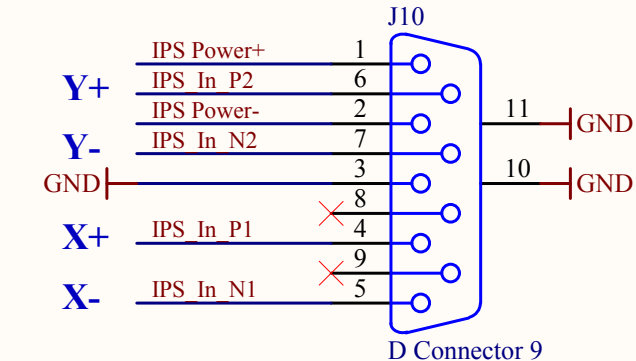 J10
IPS Power+ 1
Y+ IPS_In_P2 6
IPS Power- 2 11 GND
Y- IPS_In_N2 7
GND 3 10 GND
8
X+ IPS_In_P1 4
9
X- IPS_In_N1 5
D Connector 9